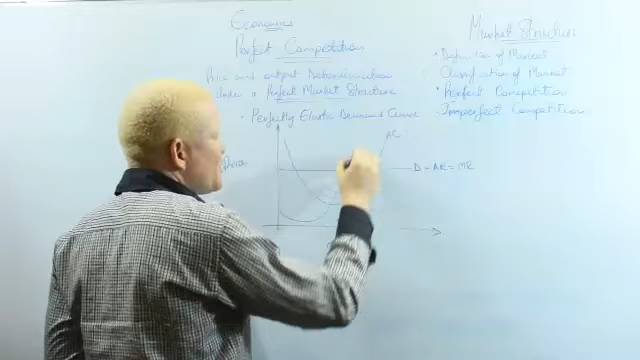 Economics
Perfect Competition
Price and output Determination
Under a Perfect Market Structure
• Perfectly Elastic Demand Curve
Price
AC
D = AR = MR
Market Structure
• Definition of Market
• Classification of Market
• Perfect Competition
• Imperfect Competition